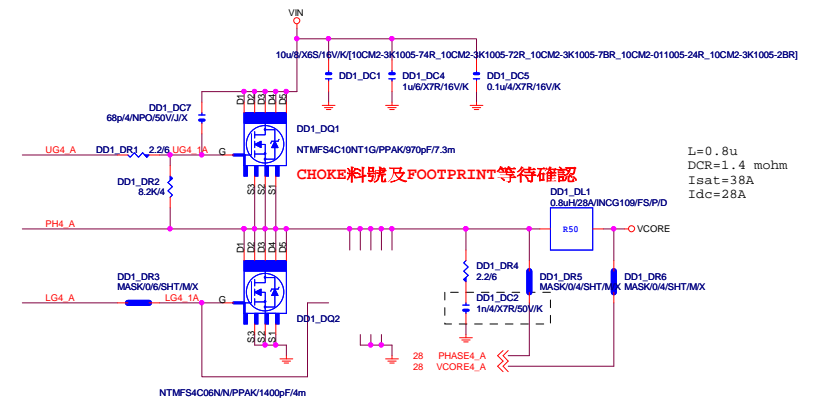 VIN
10u/8/X6S/16V/K/[10CM2-3K1005-74R_10CM2-3K1005-72R_10CM2-3K1005-7BR_10CM2-011005-24R_10CM2-3K1005-2BR]
DD1_DC1
DD1_DC4
1u/6/X7R/16V/K
DD1_DC5
0.1u/4/X7R/16V/K
DD1_DC7
68p/4/NPO/50V/J/X
D1
D2
D3
D4
D5
DD1_DQ1
NTMFS4C10NT1G/PPAK/970pF/7.3m
UG4_A
DD1_DR1
2.2/6
UG4_1A
G
CHOKE料號及FOOTPRINT等待確認
L=0.8u
DCR=1.4 mohm
Isat=38A
Idc=28A
DD1_DR2
8.2K/4
S3
S2
S1
DD1_DL1
0.8uH/28A/INCG109/FS/P/D
PH4_A
R50
VCORE
D1
D2
D3
D4
D5
DD1_DR3
MASK/0/6/SHT/M/X
DD1_DR4
2.2/6
DD1_DR5
MASK/0/4/SHT/M/X
DD1_DR6
MASK/0/4/SHT/M/X
LG4_A
LG4_1A
G
DD1_DC2
1n/4/X7R/50V/K
DD1_DQ2
S3
S2
S1
28 PHASE4_A
28 VCORE4_A
NTMFS4C06N/N/PPAK/1400pF/4m